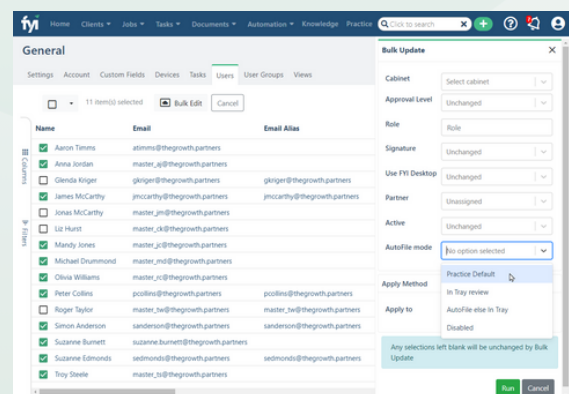 fyi Home Clients Jobs Tasks Documents Automation Knowledge Practice Click to search
General
Settings Account Custom Fields Devices Tasks Users User Groups Views
11 item(s) selected Bulk Edit Cancel
Name Email Email Alias
Aaron Timms atimms@thegrowth.partners
Anna Jordan master_aj@thegrowth.partners
Glenda Kriger gkriger@thegrowth.partners gkriger@thegrowth.partners
James McCarthy jmccarthy@thegrowth.partners jmccarthy@thegrowth.partners
Jonas McCarthy master_jm@thegrowth.partners
Liz Hurst master_ck@thegrowth.partners
Mandy Jones master_jc@thegrowth.partners
Michael Drummond master_md@thegrowth.partners
Olivia Williams master_rc@thegrowth.partners
Peter Collins pcollins@thegrowth.partners pcollins@thegrowth.partners
Roger Taylor master_tw@thegrowth.partners master_tw@thegrowth.partners
Simon Anderson sanderson@thegrowth.partners sanderson@thegrowth.partners
Suzanne Burnett suzanne.burnett@thegrowth.partners
Suzanne Edmonds sedmonds@thegrowth.partners sedmonds@thegrowth.partners
Troy Steele master_ts@thegrowth.partners
Columns
Filters
Bulk Update
Cabinet Select cabinet
Approval Level Unchanged
Role Role
Signature Unchanged
Use FYI Desktop Unchanged
Partner Unassigned
Active Unchanged
AutoFile mode No option selected
Practice Default
In Tray review
AutoFile else In Tray
Disabled
Apply Method
Apply to
Any selections left blank will be unchanged by Bulk
Update
Run Cancel